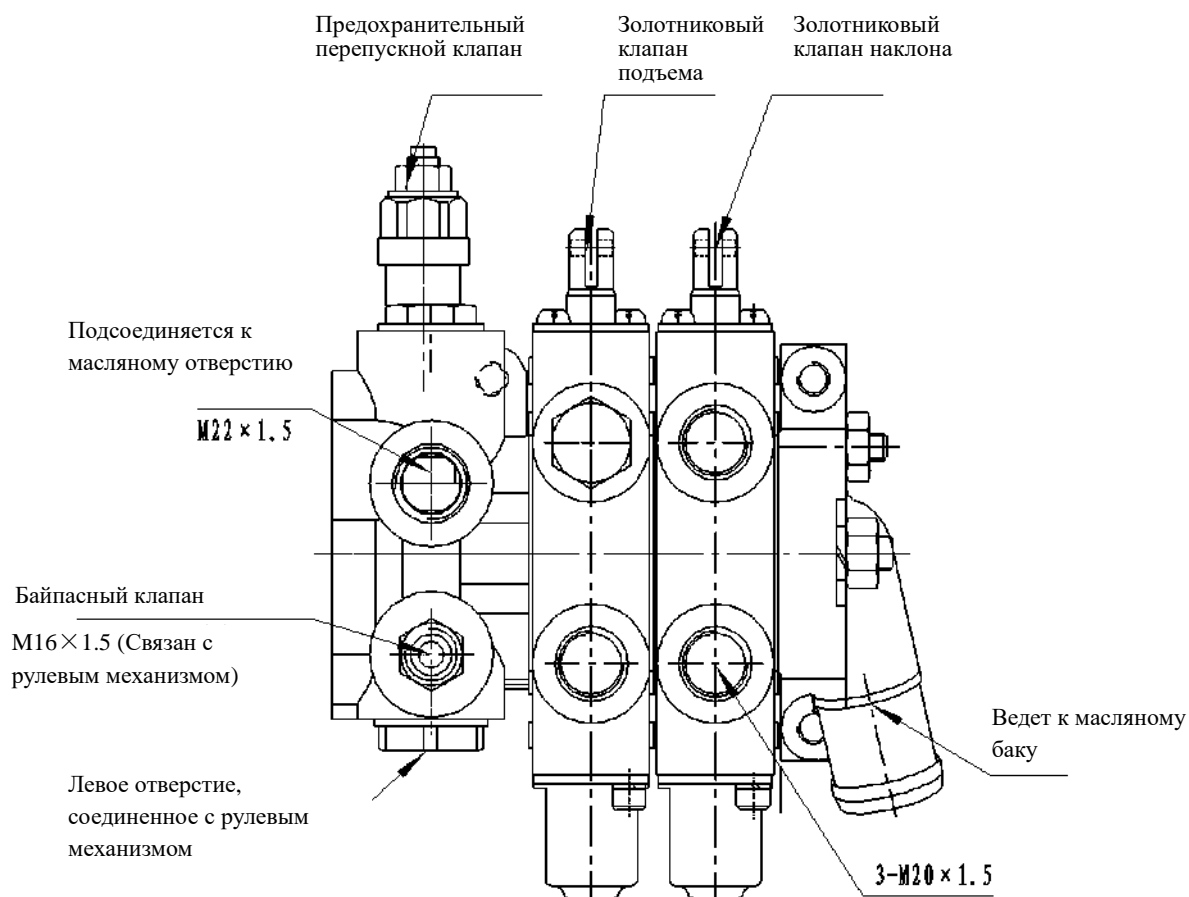 Предохранительный
перепускной клапан
Золотниковый
клапан
подъема
Золотниковый
клапан наклона
Подсоединяется к
масляному отверстию
M22×1.5
Байпасный клапан
M16×1.5 (Связан с
рулевым механизмом)
Левое отверстие,
соединенное с рулевым
механизмом
Ведет к масляному
баку
3-M20×1.5